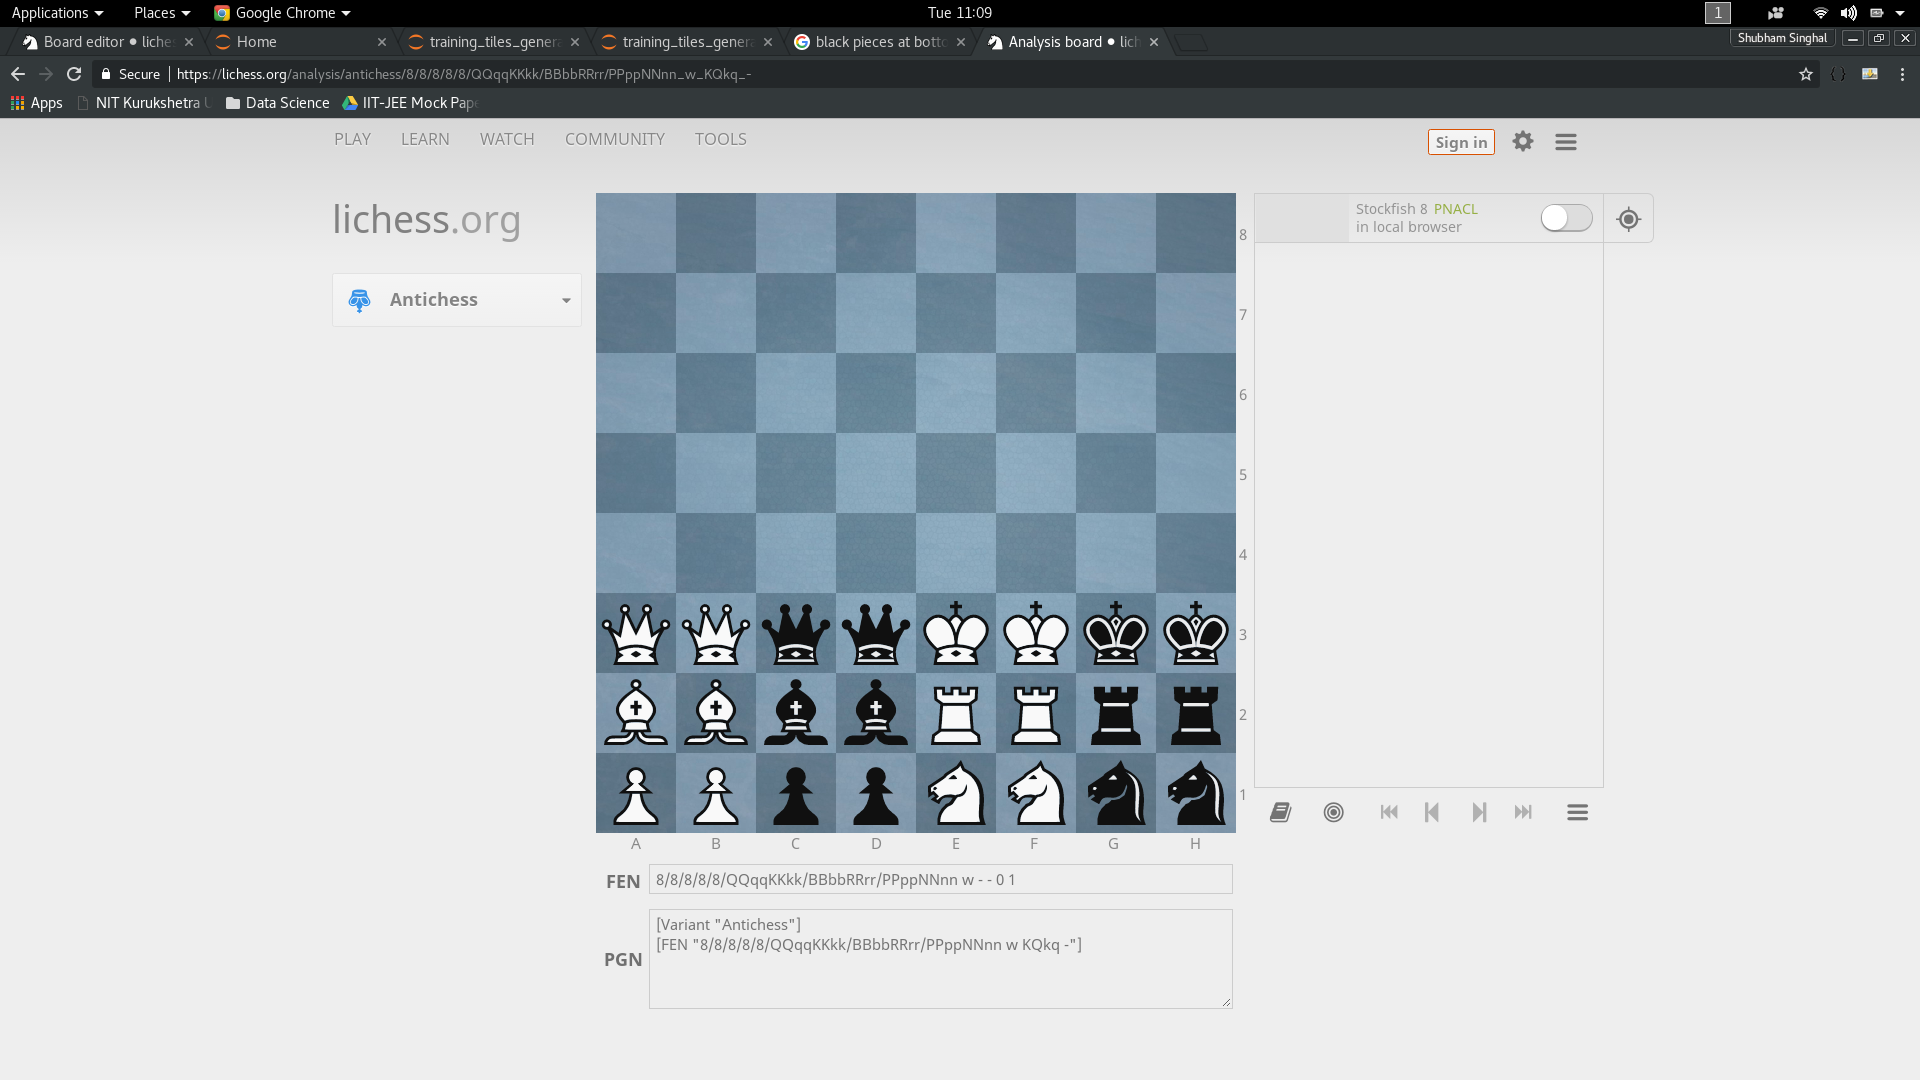 Applications Places Google Chrome Tue 11:09 1
Board editor • liche Home training_tiles_gener training_tiles_gener black pieces at bott Analysis board • lich Shubham Singhal
Secure https://lichess.org/analysis/antichess/8/8/8/8/8/QQqqKKkk/BBbbRRrr/PPppNNnn_w_KQkq_-
Apps NIT Kurukshetra Data Science IIT-JEE Mock Pape
PLAY LEARN WATCH COMMUNITY TOOLS Sign in
lichess.org
Antichess
Stockfish 8 PNACL
in local browser
8
7
6
5
4
3
2
1
A B C D E F G H
FEN 8/8/8/8/8/QQqqKKkk/BBbbRRrr/PPppNNnn w - - 0 1
[Variant "Antichess"]
[FEN "8/8/8/8/8/QQqqKKkk/BBbbRRrr/PPppNNnn w KQkq -"]
PGN